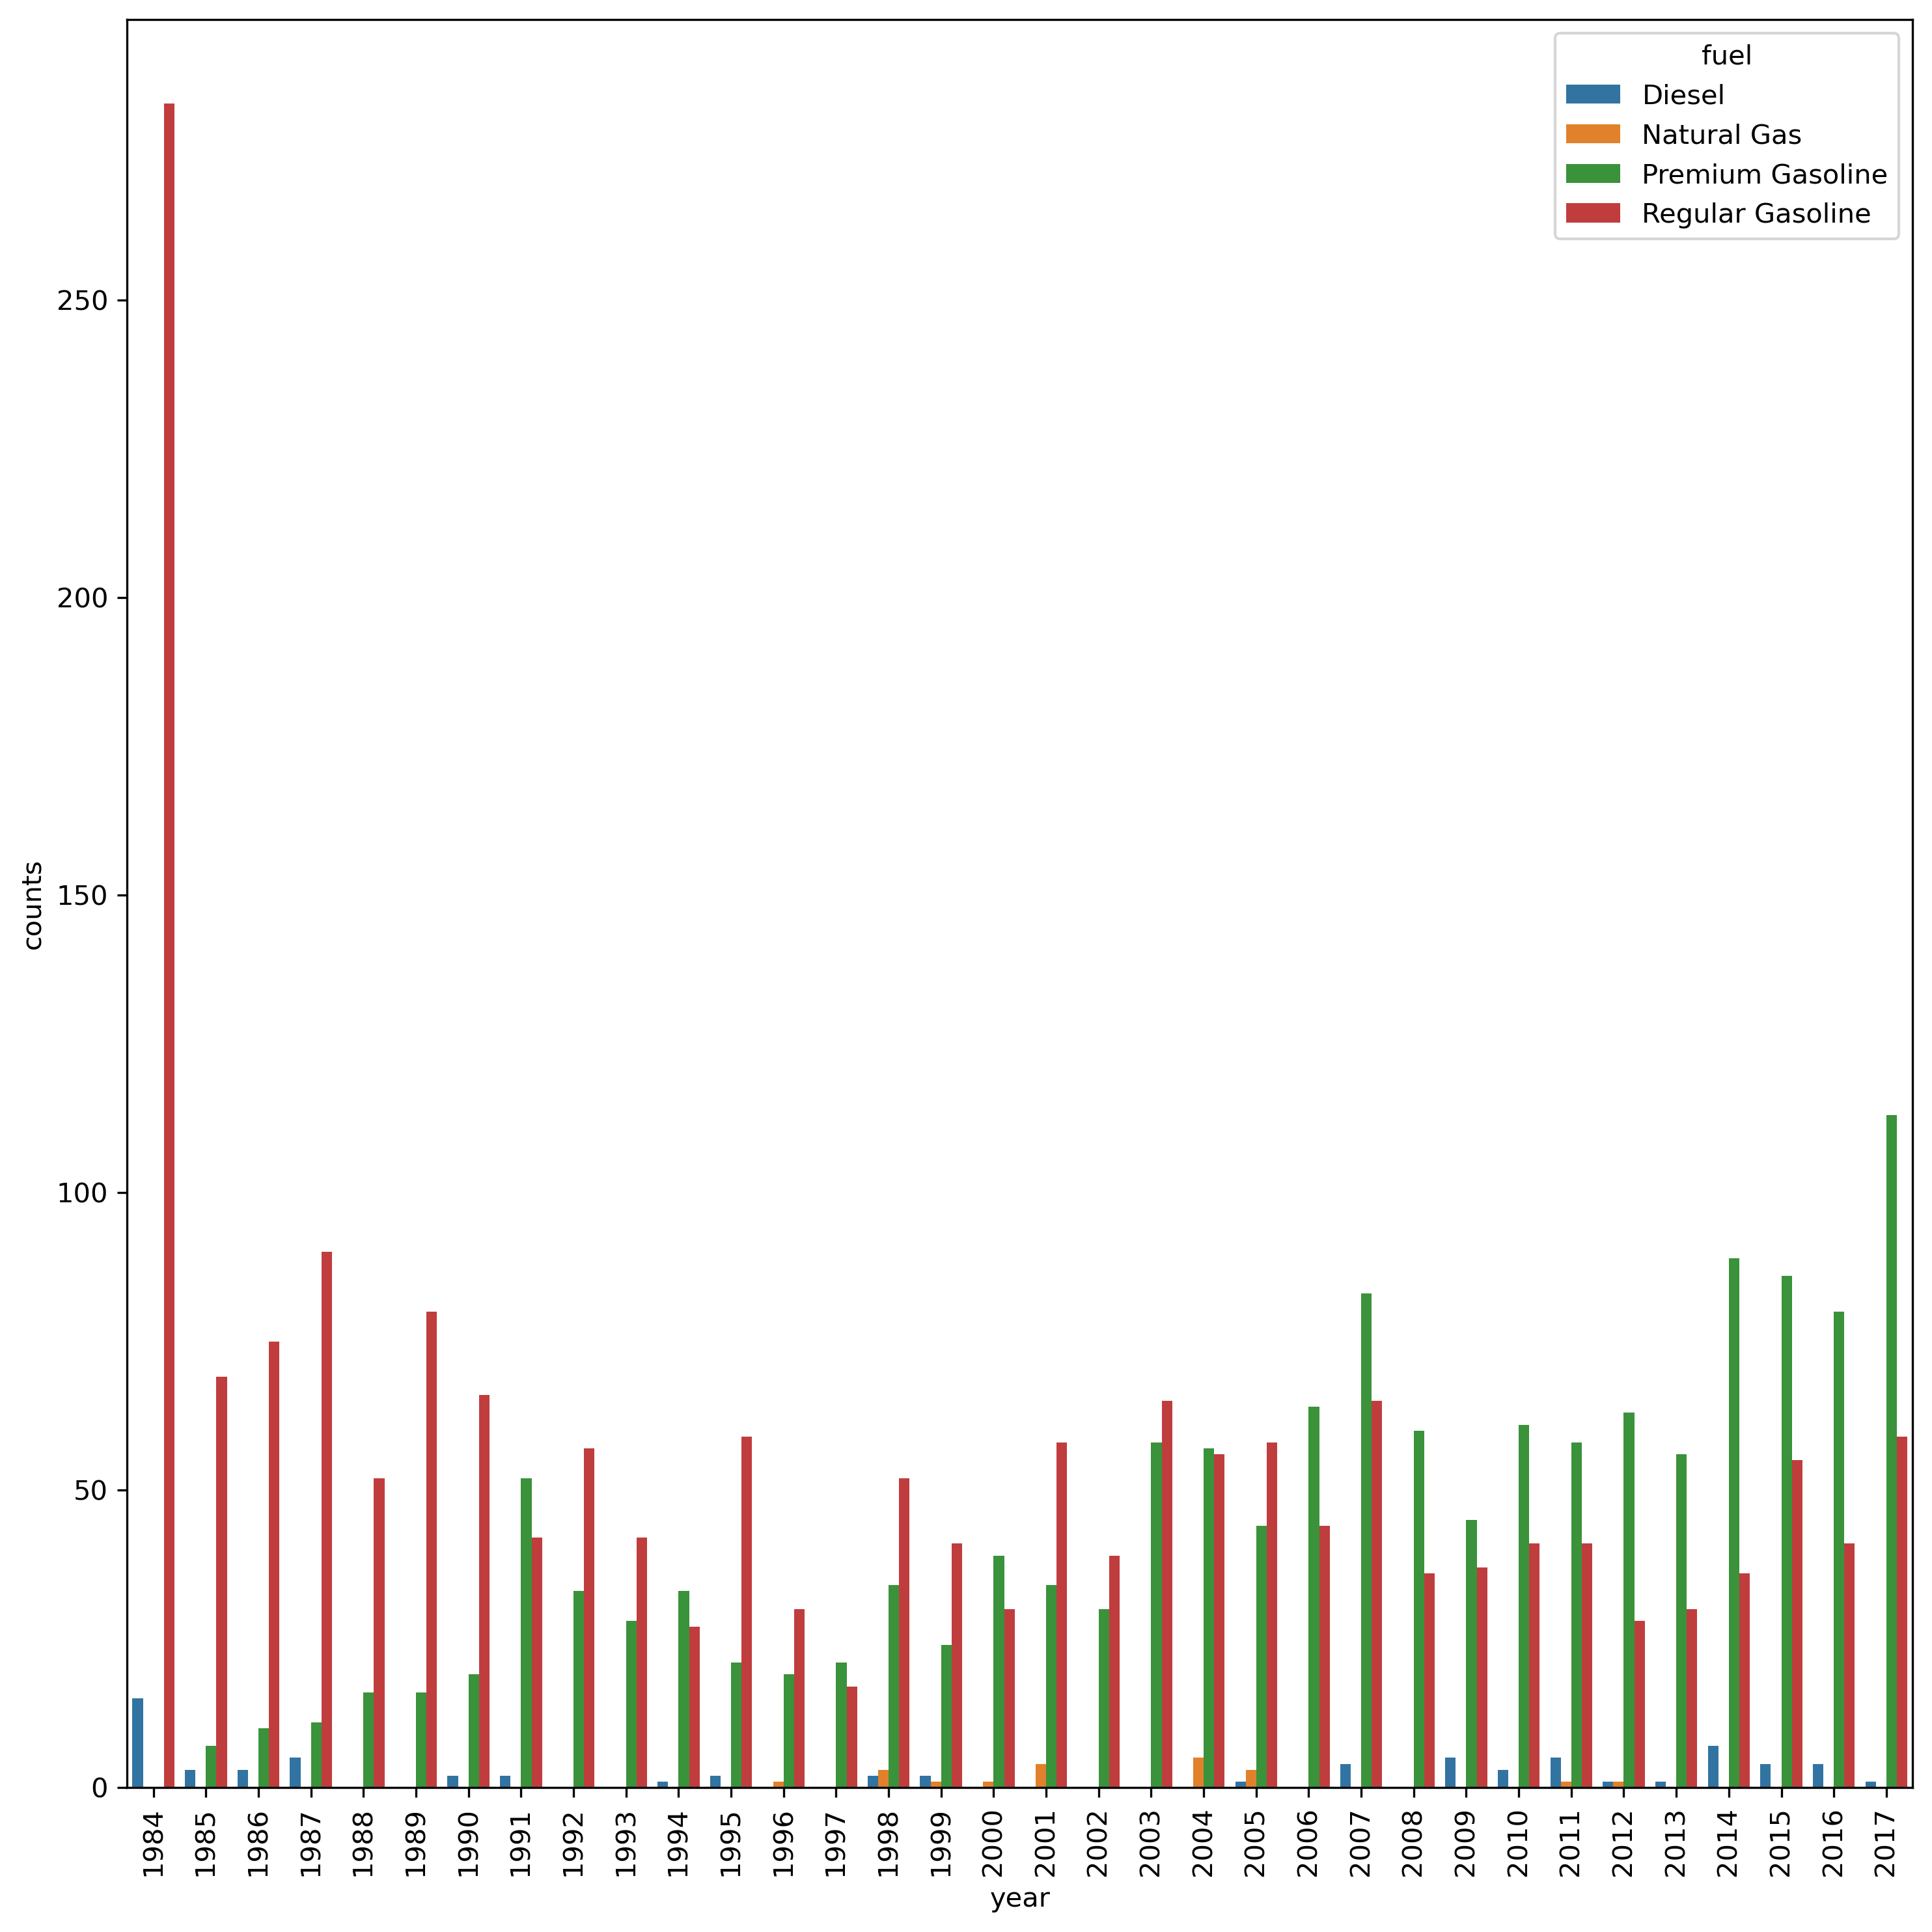 fuel
Diesel
Natural Gas
Premium Gasoline
Regular Gasoline
counts
250
200
150
100
50
0
1984 1985 1986 1987 1988 1989 1990 1991 1992 1993 1994 1995 1996 1997 1998 1999 2000 2001 2002 2003 2004 2005 2006 2007 2008 2009 2010 2011 2012 2013 2014 2015 2016 2017
year